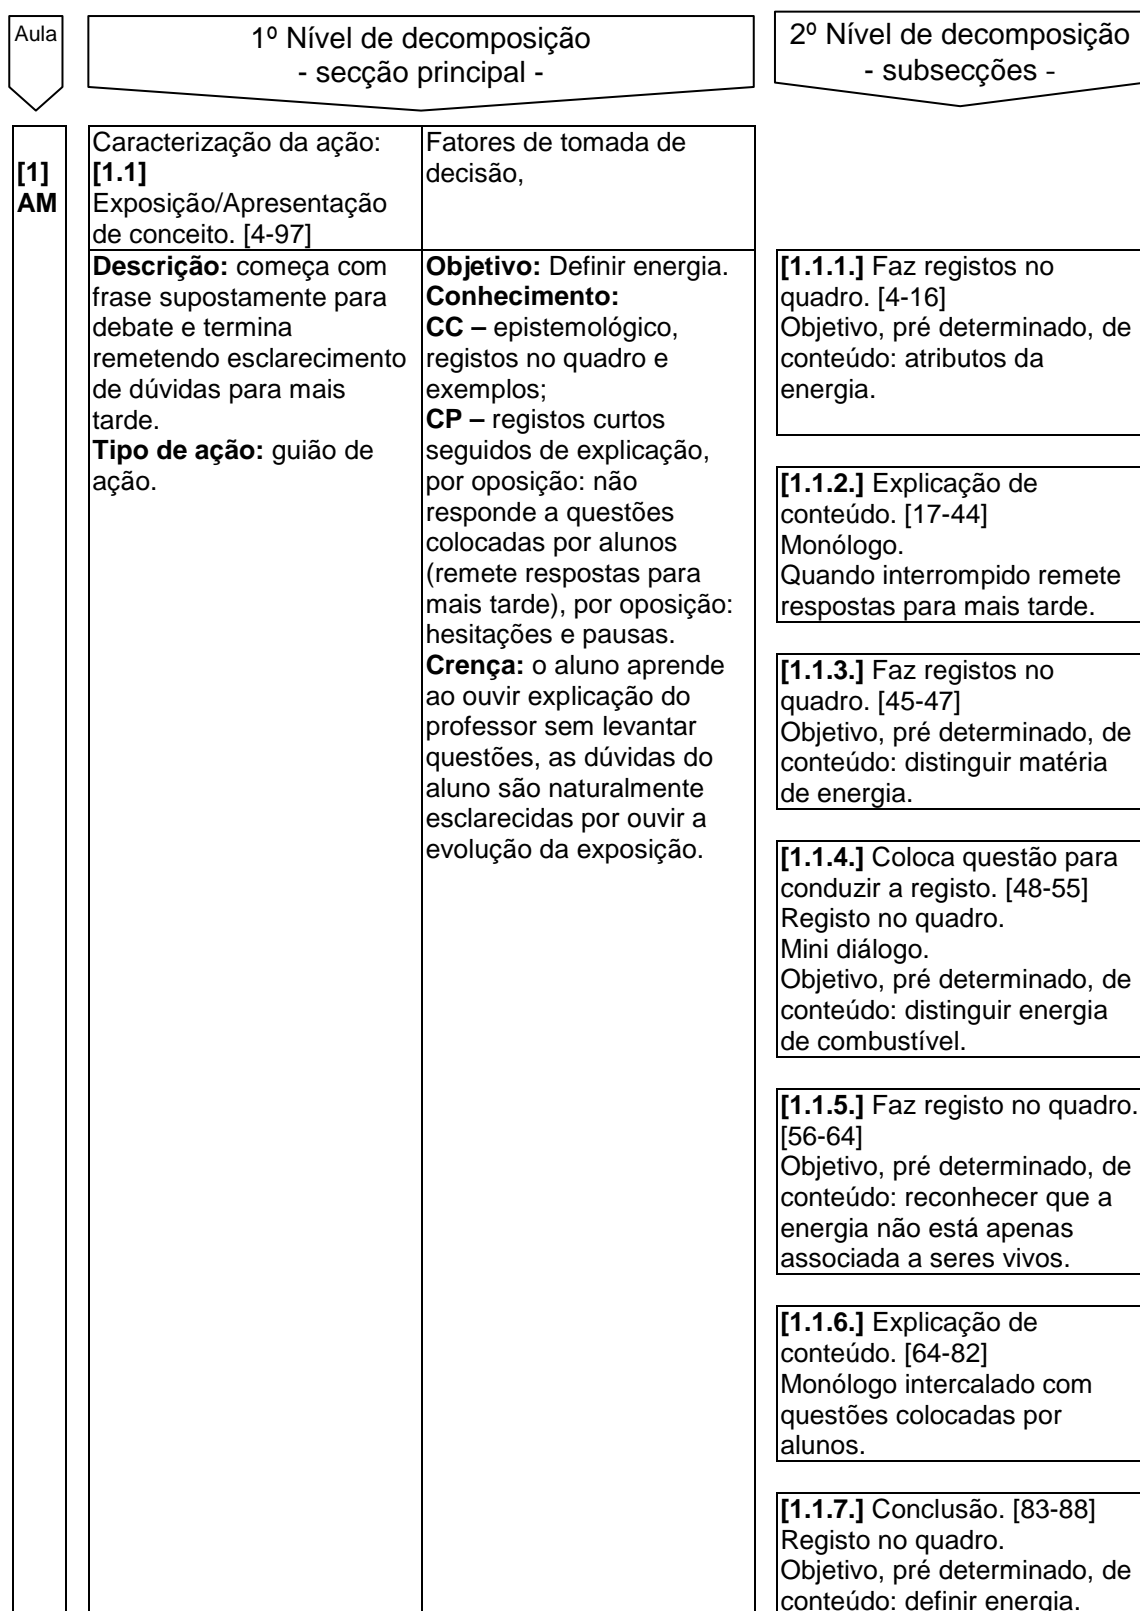 Aula
1º Nível de decomposição
- secção principal -
2º Nível de decomposição
- subsecções -
[1]
AM
Caracterização da ação:
[1.1]
Exposição/Apresentação
de conceito. [4-97]
Fatores de tomada de
decisão,
Descrição: começa com
frase supostamente para
debate e termina
remetendo esclarecimento
de dúvidas para mais
tarde.
Tipo de ação: guião de
ação.
Objetivo: Definir energia.
Conhecimento:
CC – epistemológico,
registos no quadro e
exemplos;
CP – registos curtos
seguidos de explicação,
por oposição: não
responde a questões
colocadas por alunos
(remete respostas para
mais tarde), por oposição:
hesitações e pausas.
Crença: o aluno aprende
ao ouvir explicação do
professor sem levantar
questões, as dúvidas do
aluno são naturalmente
esclarecidas por ouvir a
evolução da exposição.
[1.1.1.] Faz registos no
quadro. [4-16]
Objetivo, pré determinado, de
conteúdo: atributos da
energia.
[1.1.2.] Explicação de
conteúdo. [17-44]
Monólogo.
Quando interrompido remete
respostas para mais tarde.
[1.1.3.] Faz registos no
quadro. [45-47]
Objetivo, pré determinado, de
conteúdo: distinguir matéria
de energia.
[1.1.4.] Coloca questão para
conduzir a registo. [48-55]
Registo no quadro.
Mini diálogo.
Objetivo, pré determinado, de
conteúdo: distinguir energia
de combustível.
[1.1.5.] Faz registo no quadro.
[56-64]
Objetivo, pré determinado, de
conteúdo: reconhecer que a
energia não está apenas
associada a seres vivos.
[1.1.6.] Explicação de
conteúdo. [64-82]
Monólogo intercalado com
questões colocadas por
alunos.
[1.1.7.] Conclusão. [83-88]
Registo no quadro.
Objetivo, pré determinado, de
conteúdo: definir energia.